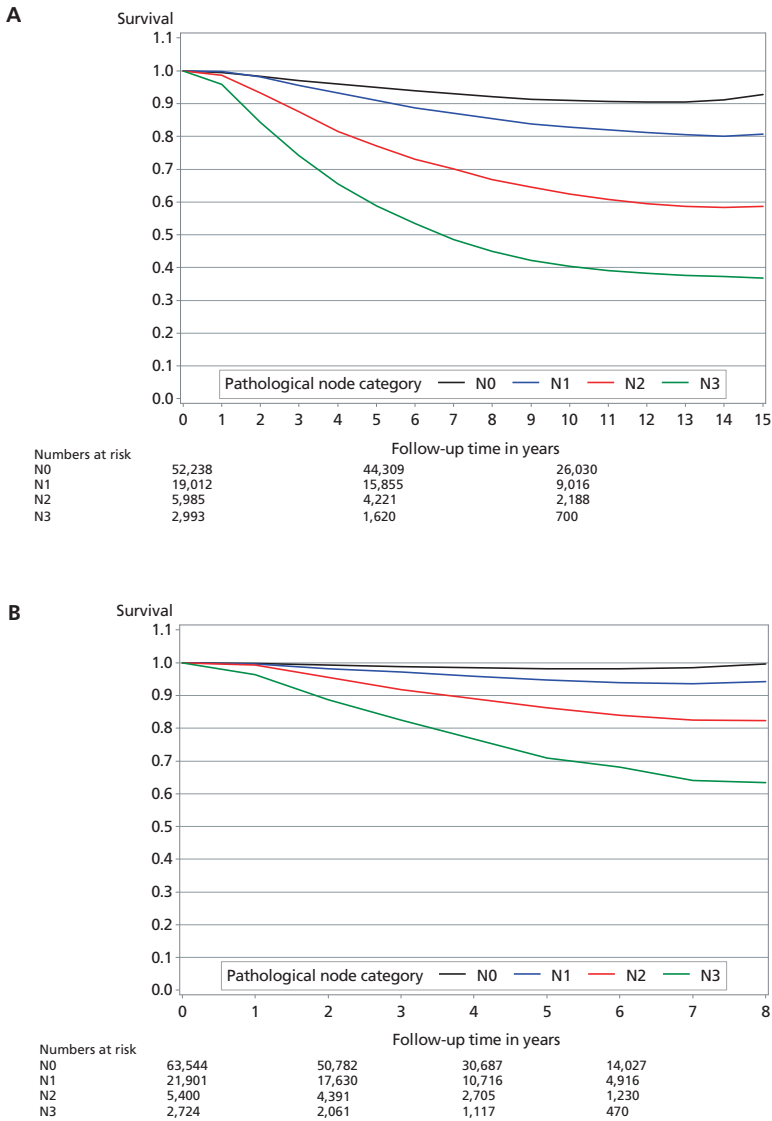 A
Survival
1.1
1.0
0.9
0.8
0.7
0.6
0.5
0.4
0.3
0.2
0.1
0.0
Pathological node category N0 N1 N2 N3
0 1 2 3 4 5 6 7 8 9 10 11 12 13 14 15
Follow-up time in years
Numbers at risk
N0 52,238 44,309 26,030
N1 19,012 15,855 9,016
N2 5,985 4,221 2,188
N3 2,993 1,620 700
B
Survival
1.1
1.0
0.9
0.8
0.7
0.6
0.5
0.4
0.3
0.2
0.1
0.0
Pathological node category N0 N1 N2 N3
0 1 2 3 4 5 6 7 8
Follow-up time in years
Numbers at risk
N0 63,544 50,782 30,687 14,027
N1 21,901 17,630 10,716 4,916
N2 5,400 4,391 2,705 1,230
N3 2,724 2,061 1,117 470